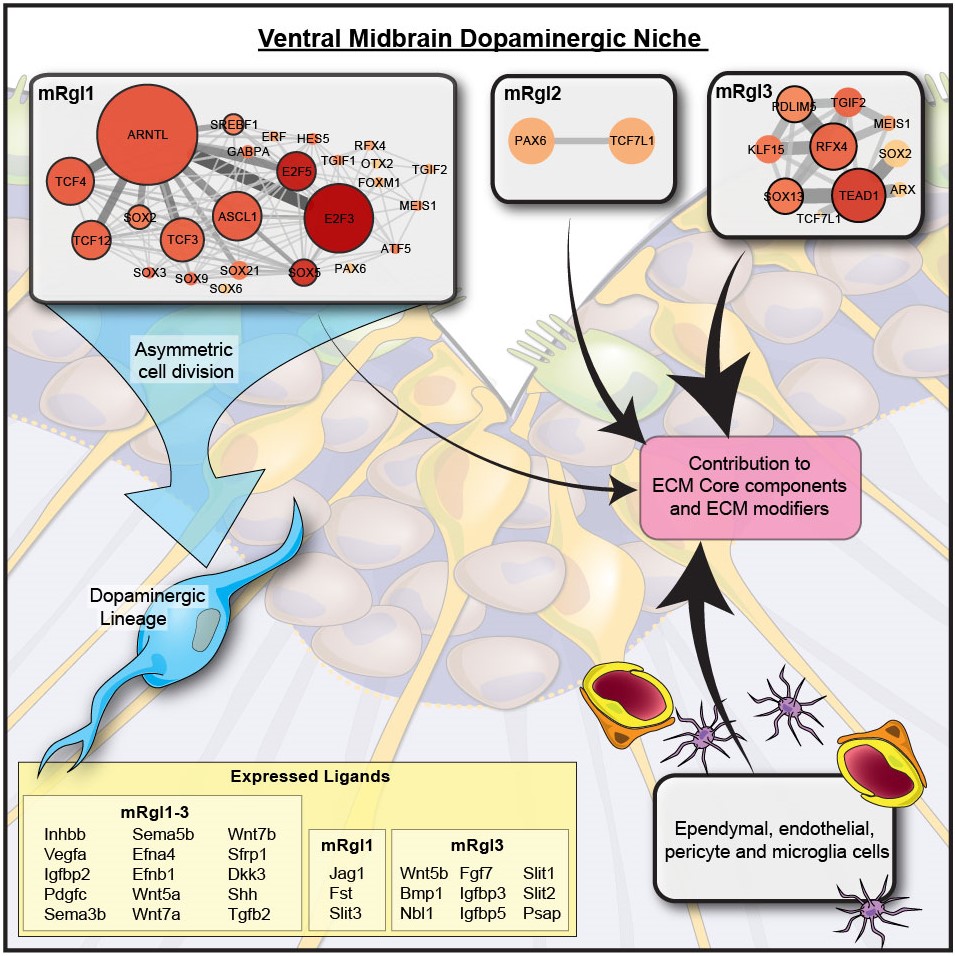 Ventral Midbrain Dopaminergic Niche
mRgl1
ARNTL
SREBF1
ERF
HES5
GABPA
TGIF1
RFX4
OTX2
TGIF2
E2F5
FOXM1
TCF4
MEIS1
SOX2
ASCL1
E2F3
TCF12
TCF3
ATF5
SOX3
SOX9
SOX21
SOX5
PAX6
SOX6
mRgl2
PAX6
TCF7L1
mRgl3
PDLIM5
TGIF2
MEIS1
KLF15
RFX4
SOX2
SOX13
TEAD1
ARX
TCF7L1
Asymmetric
cell division
Contribution to
ECM Core components
and ECM modifiers
Dopaminergic
Lineage
Ependymal, endothelial,
pericyte and microglia cells
Expressed Ligands
mRgl1-3
Inhbb Sema5b Wnt7b
Vegfa Efna4 Sfrp1
Igfbp2 Efnb1 Dkk3
Pdgfc Wnt5a Shh
Sema3b Wnt7a Tgfb2
mRgl1
Jag1
Fst
Slit3
mRgl3
Wnt5b Fgf7 Slit1
Bmp1 Igfbp3 Slit2
Nbl1 Igfbp5 Psap